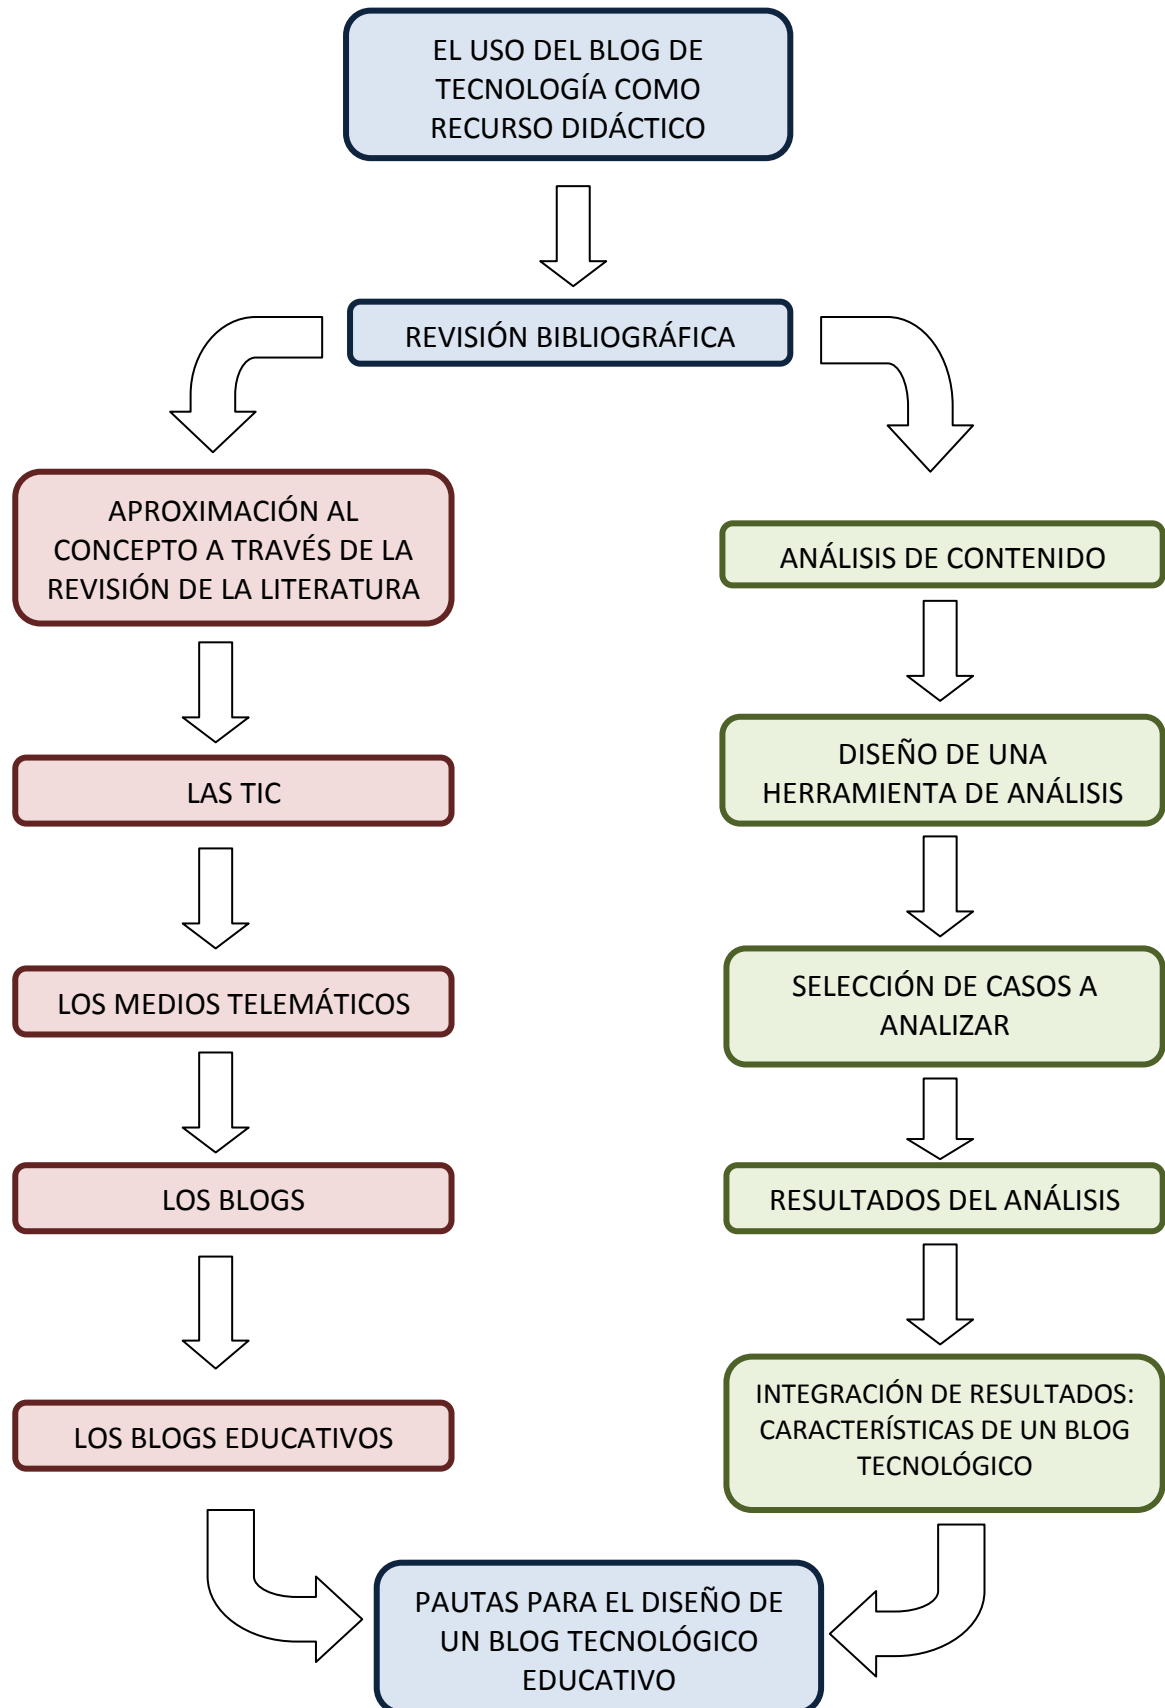 EL USO DEL BLOG DE
TECNOLOGÍA COMO
RECURSO DIDÁCTICO
REVISIÓN BIBLIOGRÁFICA
APROXIMACIÓN AL
CONCEPTO A TRAVÉS DE LA
REVISIÓN DE LA LITERATURA
LAS TIC
LOS MEDIOS TELEMÁTICOS
LOS BLOGS
LOS BLOGS EDUCATIVOS
ANÁLISIS DE CONTENIDO
DISEÑO DE UNA
HERRAMIENTA DE ANÁLISIS
SELECCIÓN DE CASOS A
ANALIZAR
RESULTADOS DEL ANÁLISIS
INTEGRACIÓN DE RESULTADOS:
CARACTERÍSTICAS DE UN BLOG
TECNOLÓGICO
PAUTAS PARA EL DISEÑO DE
UN BLOG TECNOLÓGICO
EDUCATIVO